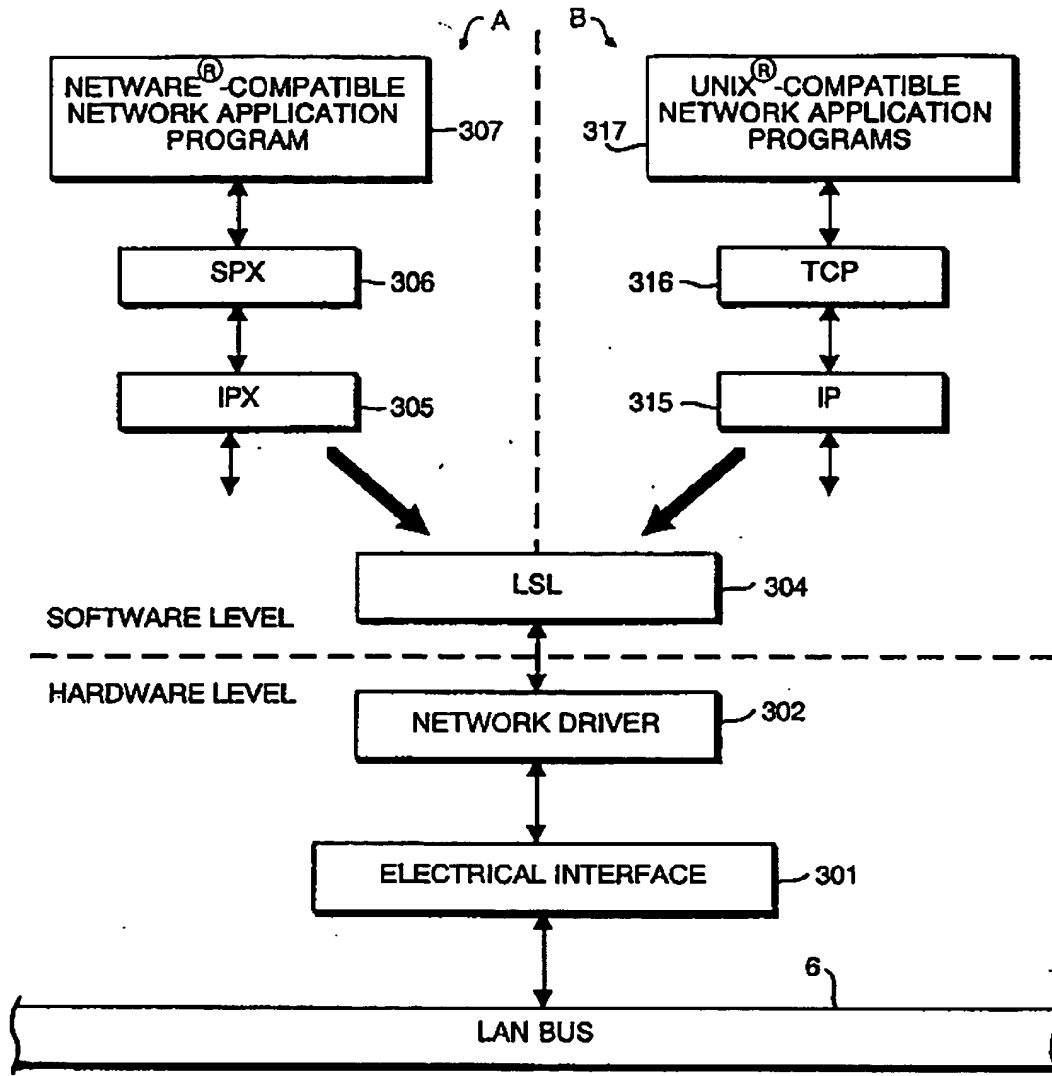 A
B
NETWARE®-COMPATIBLE
NETWORK APPLICATION
PROGRAM
307
UNIX®-COMPATIBLE
NETWORK APPLICATION
PROGRAMS
317
SPX
306
TCP
316
IPX
305
IP
315
LSL
304
SOFTWARE LEVEL
HARDWARE LEVEL
NETWORK DRIVER
302
ELECTRICAL INTERFACE
301
6
LAN BUS